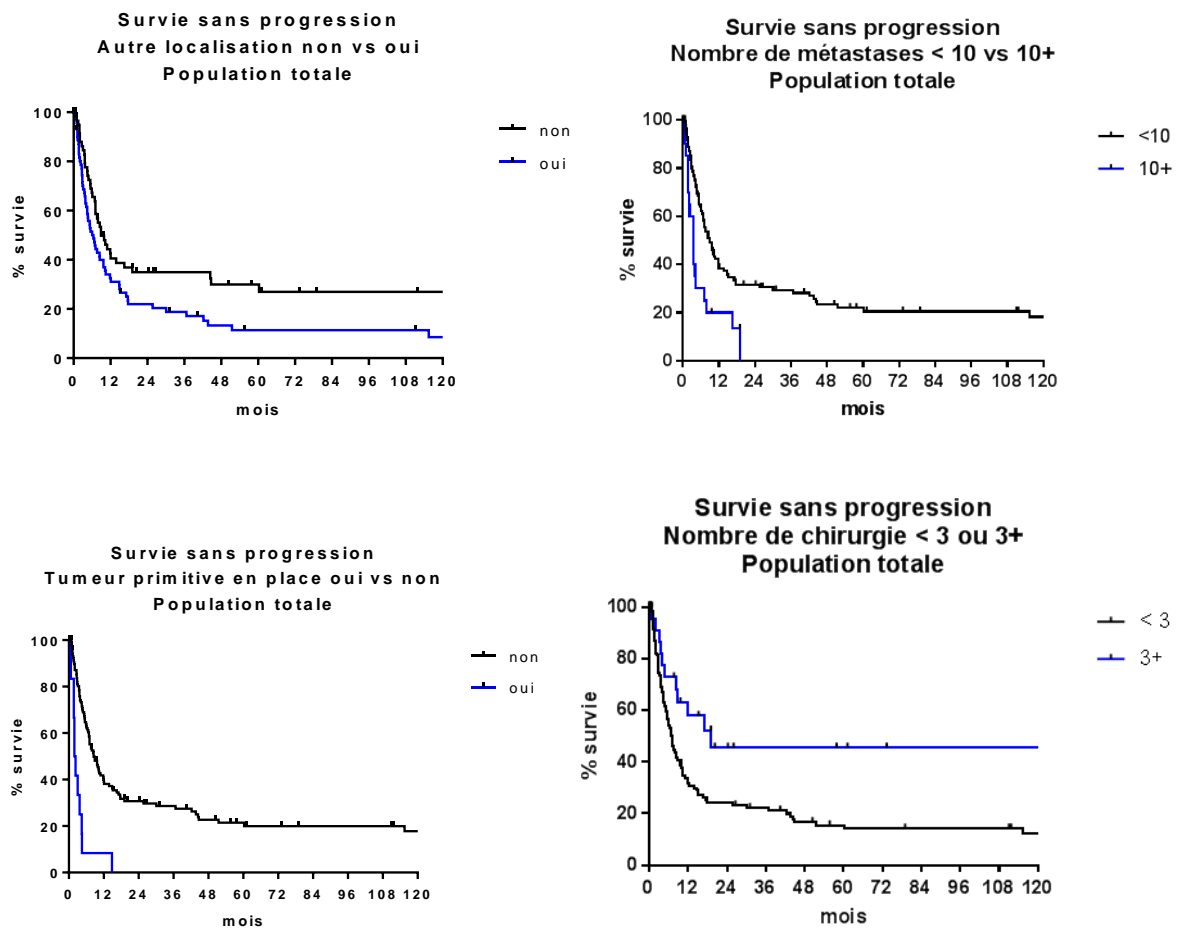 Survie sans progression
Autre localisation non vs oui
Population totale
100
80
60
40
20
0
% survie
0 12 24 36 48 60 72 84 96 108 120
mois
non
oui
Survie sans progression
Nombre de métastases < 10 vs 10+
Population totale
100
80
60
40
20
0
% survie
0 12 24 36 48 60 72 84 96 108 120
mois
<10
10+
Survie sans progression
Tumeur primitive en place oui vs non
Population totale
100
80
60
40
20
0
% survie
0 12 24 36 48 60 72 84 96 108 120
mois
non
oui
Survie sans progression
Nombre de chirurgie < 3 ou 3+
Population totale
100
80
60
40
20
0
% survie
0 12 24 36 48 60 72 84 96 108 120
mois
< 3
3+